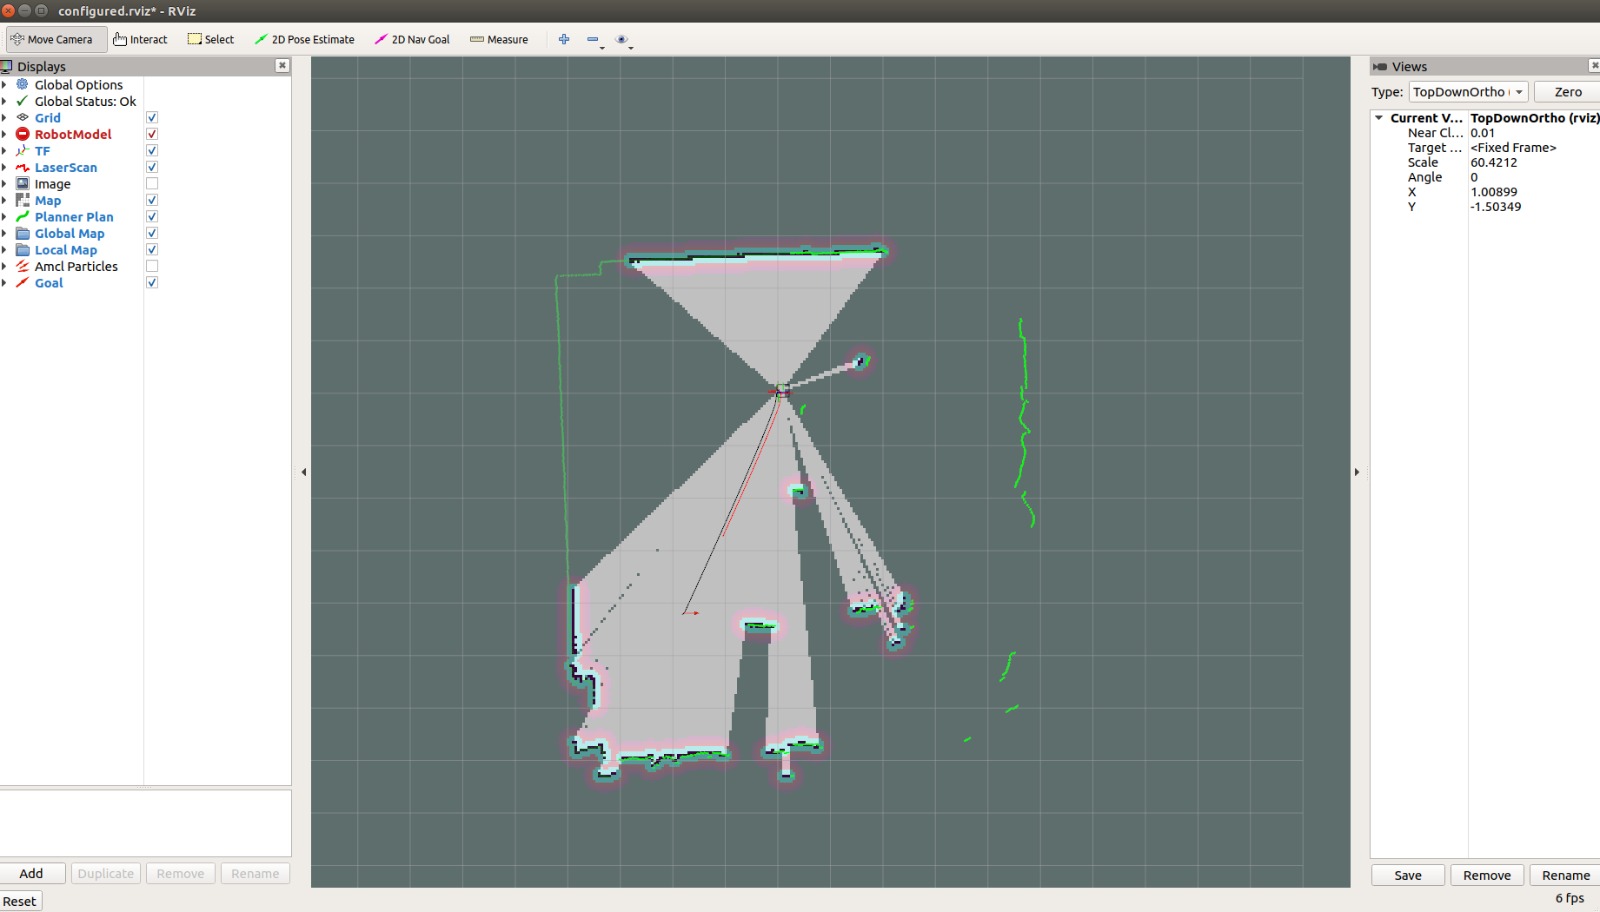 configured.rviz* - RViz
Move Camera Interact Select 2D Pose Estimate 2D Nav Goal Measure
Displays
Global Options
Global Status: Ok
Grid
RobotModel
TF
LaserScan
Image
Map
Planner Plan
Global Map
Local Map
Amcl Particles
Goal
Add Duplicate Remove Rename
Reset
Views
Type: TopDownOrtho ( Zero
Current V... TopDownOrtho (rviz)
Near Cl... 0.01
Target ... <Fixed Frame>
Scale 60.4212
Angle 0
X 1.00899
Y -1.50349
Save Remove Rename
6 fps